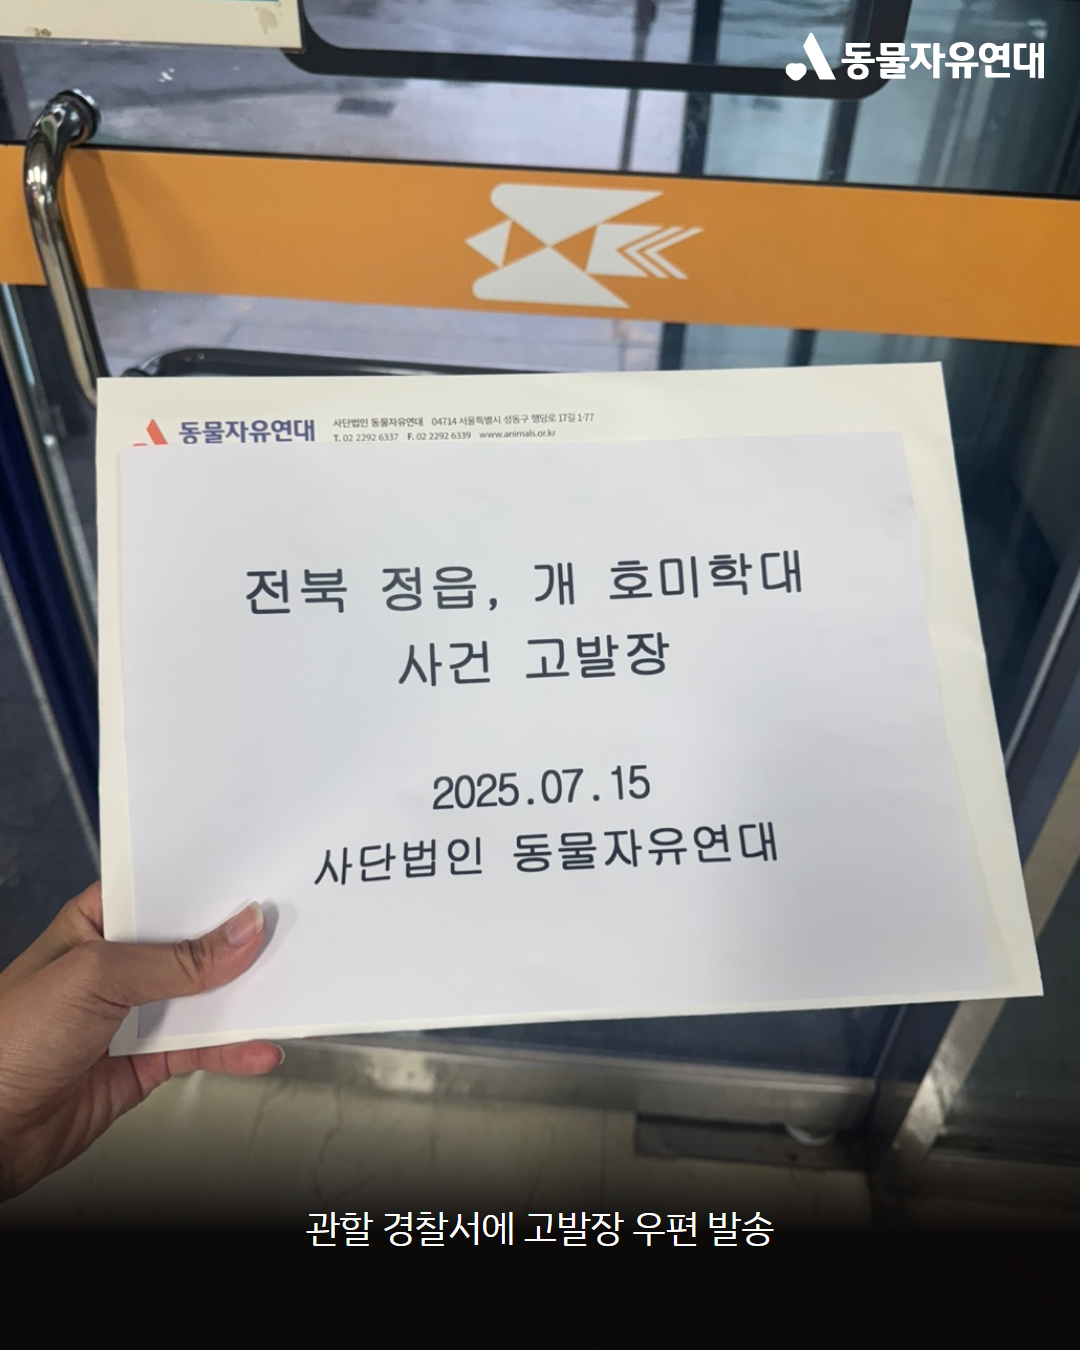 동물자유연대
동물자유연대 사단법인 동물자유연대 04714 서울특별시 성동구 행당로 17길 1-77
T. 02 2292 6337 F. 02 2292 6339 www.animals.or.kr
전북 정읍, 개 호미학대
사건 고발장
2025.07.15
사단법인 동물자유연대
관할 경찰서에 고발장 우편 발송